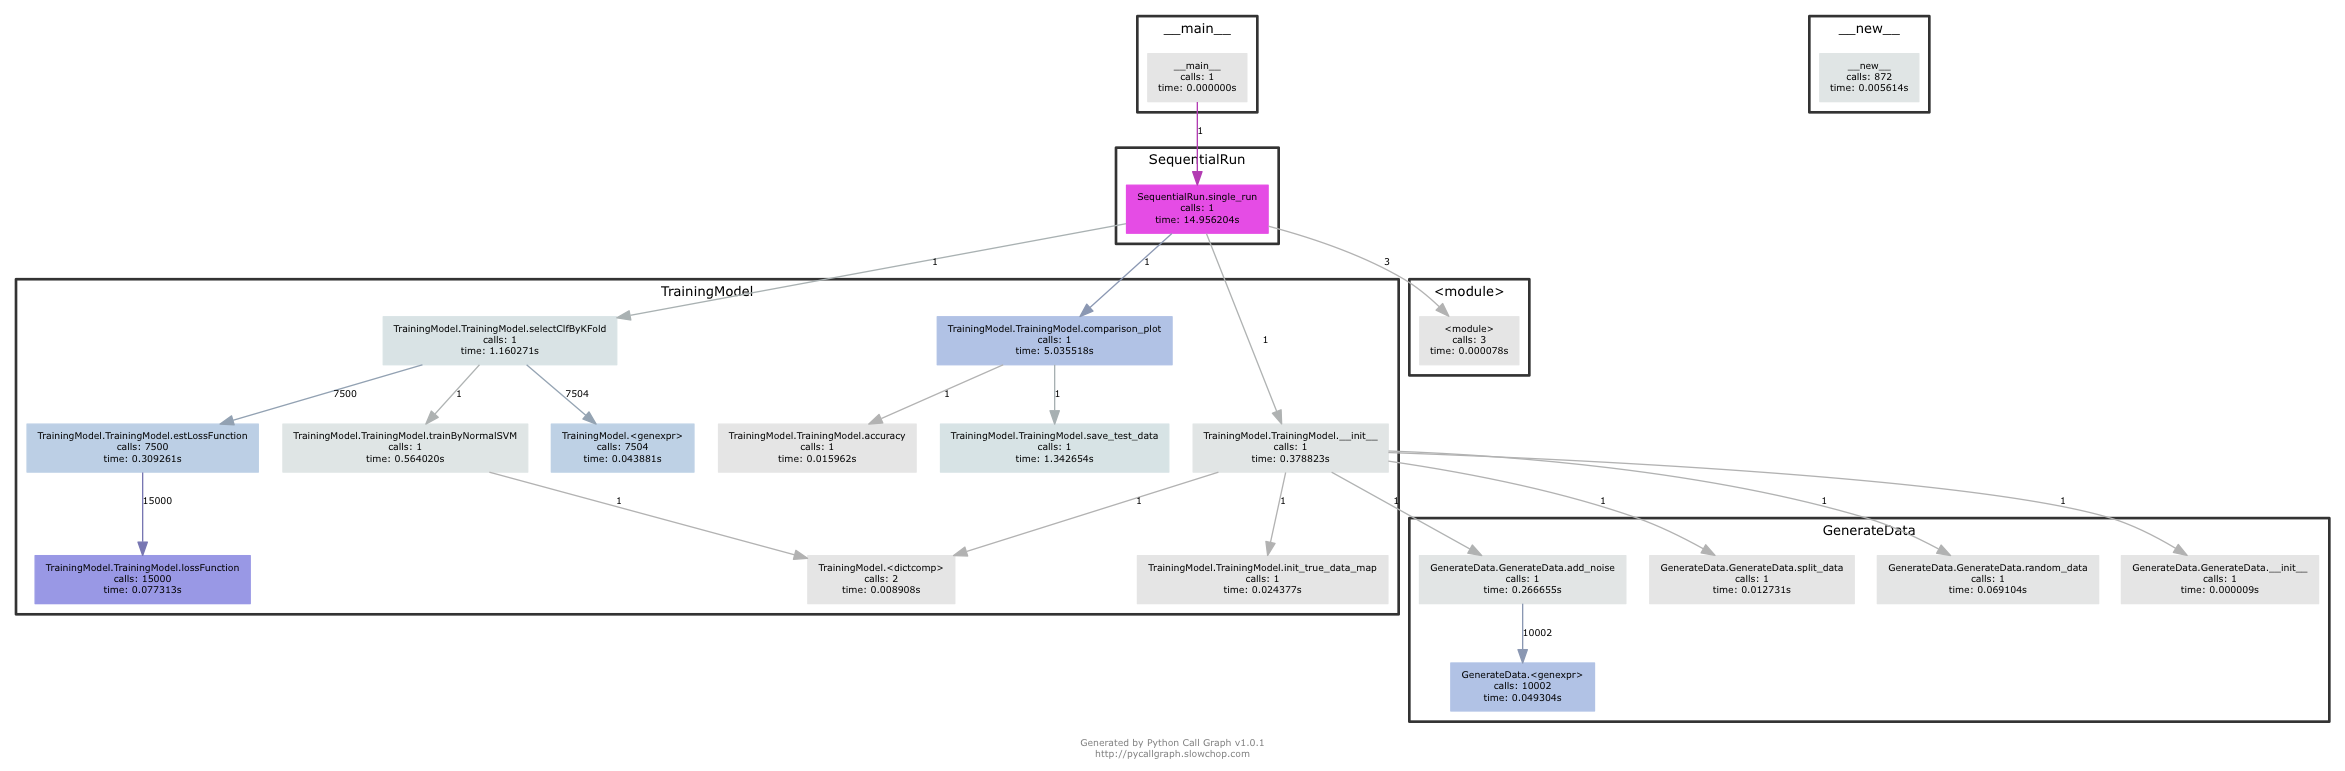 __main__
__main__
calls: 1
time: 0.000000s
__new__
__new__
calls: 872
time: 0.005614s
1
SequentialRun
SequentialRun.single_run
calls: 1
time: 14.956204s
1
1
1
3
TrainingModel
TrainingModel.TrainingModel.selectClfByKFold
calls: 1
time: 1.160271s
TrainingModel.TrainingModel.comparison_plot
calls: 1
time: 5.035518s
<module>
<module>
calls: 3
time: 0.000078s
7500
1
7504
1
1
TrainingModel.TrainingModel.estLossFunction
calls: 7500
time: 0.309261s
TrainingModel.TrainingModel.trainByNormalSVM
calls: 1
time: 0.564020s
TrainingModel.<genexpr>
calls: 7504
time: 0.043881s
TrainingModel.TrainingModel.accuracy
calls: 1
time: 0.015962s
TrainingModel.TrainingModel.save_test_data
calls: 1
time: 1.342654s
TrainingModel.TrainingModel.__init__
calls: 1
time: 0.378823s
15000
1
1
1
1
1
1
1
TrainingModel.TrainingModel.lossFunction
calls: 15000
time: 0.077313s
TrainingModel.<dictcomp>
calls: 2
time: 0.008908s
TrainingModel.TrainingModel.init_true_data_map
calls: 1
time: 0.024377s
GenerateData
GenerateData.GenerateData.add_noise
calls: 1
time: 0.266655s
GenerateData.GenerateData.split_data
calls: 1
time: 0.012731s
GenerateData.GenerateData.random_data
calls: 1
time: 0.069104s
GenerateData.GenerateData.__init__
calls: 1
time: 0.000009s
10002
GenerateData.<genexpr>
calls: 10002
time: 0.049304s
Generated by Python Call Graph v1.0.1
http://pycallgraph.slowchop.com